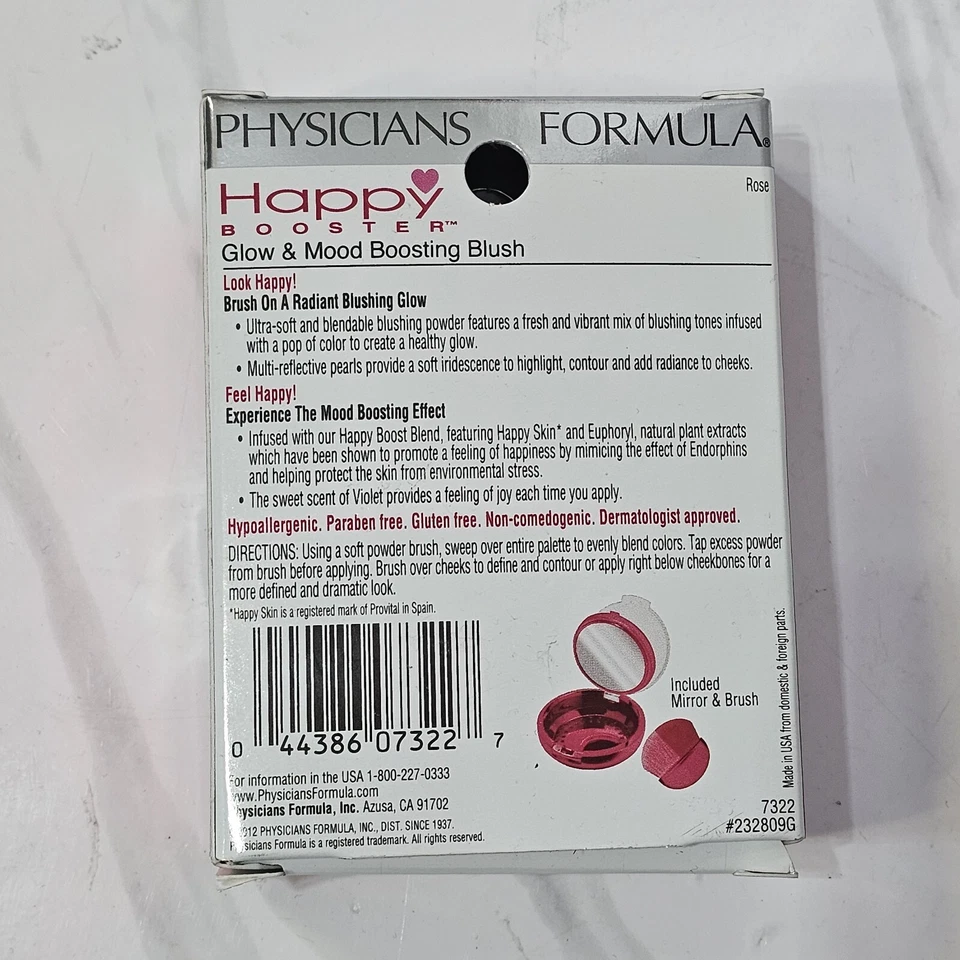 PHYSICIANS FORMULA®
Rose
Happy
BOOSTER™
Glow & Mood Boosting Blush
Look Happy!
Brush On A Radiant Blushing Glow
• Ultra-soft and blendable blushing powder features a fresh and vibrant mix of blushing tones infused
with a pop of color to create a healthy glow.
• Multi-reflective pearls provide a soft iridescence to highlight, contour and add radiance to cheeks.
Feel Happy!
Experience The Mood Boosting Effect
• Infused with our Happy Boost Blend, featuring Happy Skin* and Euphoryl, natural plant extracts
which have been shown to promote a feeling of happiness by mimicing the effect of Endorphins
and helping protect the skin from environmental stress.
• The sweet scent of Violet provides a feeling of joy each time you apply.
Hypoallergenic. Paraben free. Gluten free. Non-comedogenic. Dermatologist approved.
DIRECTIONS: Using a soft powder brush, sweep over entire palette to evenly blend colors. Tap excess powder
from brush before applying. Brush over cheeks to define and contour or apply right below cheekbones for a
more defined and dramatic look.
*Happy Skin is a registered mark of Provital in Spain.
0 44386 07322 7
Included
Mirror & Brush
Made in USA from domestic & foreign parts.
For information in the USA 1-800-227-0333
www.PhysiciansFormula.com
Physicians Formula, Inc. Azusa, CA 91702
©2012 PHYSICIANS FORMULA, INC., DIST. SINCE 1937.
Physicians Formula is a registered trademark. All rights reserved.
7322
#232809G